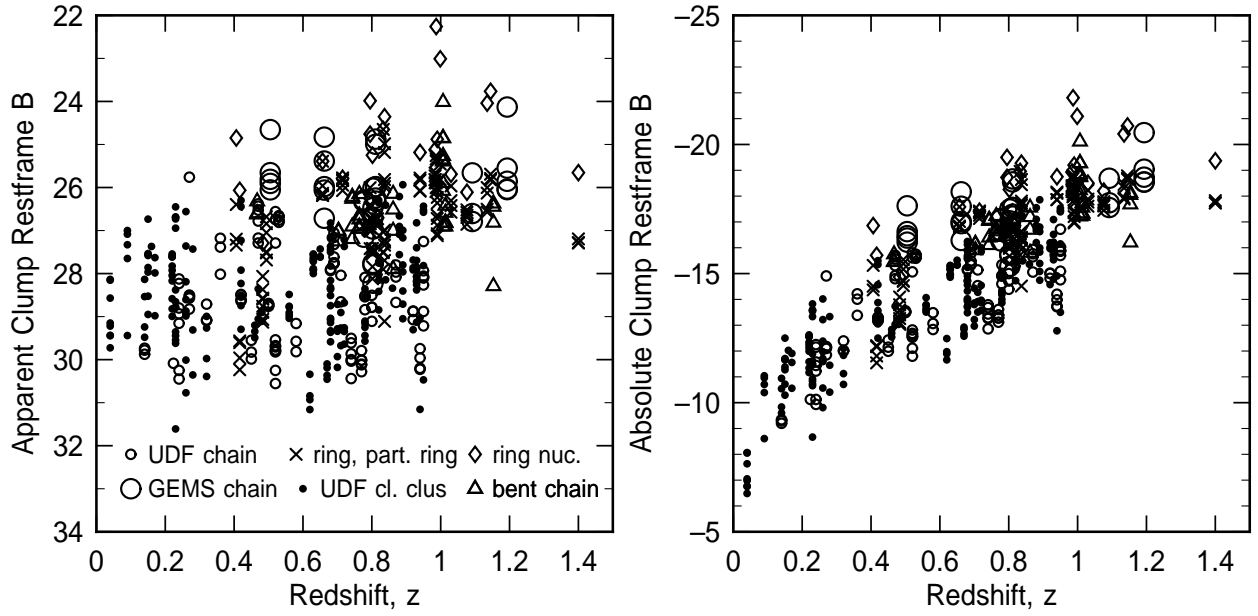 Apparent Clump Restframe B
22
24
26
28
30
32
34
UDF chain
ring, part. ring
ring nuc.
GEMS chain
UDF cl. clus
bent chain
0 0.2 0.4 0.6 0.8 1 1.2 1.4
Redshift, z
Absolute Clump Restframe B
–25
–20
–15
–10
–5
0 0.2 0.4 0.6 0.8 1 1.2 1.4
Redshift, z